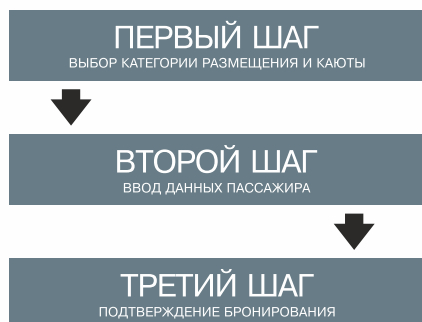 ПЕРВЫЙ ШАГ
ВЫБОР КАТЕГОРИИ РАЗМЕЩЕНИЯ И КАЮТЫ
ВТОРОЙ ШАГ
ВВОД ДАННЫХ ПАССАЖИРА
ТРЕТИЙ ШАГ
ПОДТВЕРЖДЕНИЕ БРОНИРОВАНИЯ